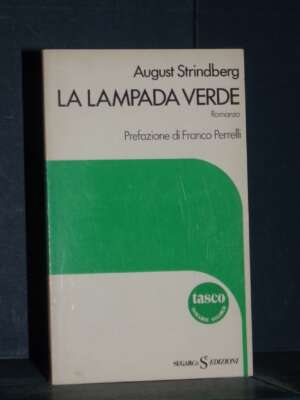 August Strindberg
LA LAMPADA VERDE
Romanzo
Prefazione di Franco Perrelli
tasco
SUGARCO S EDIZIONI